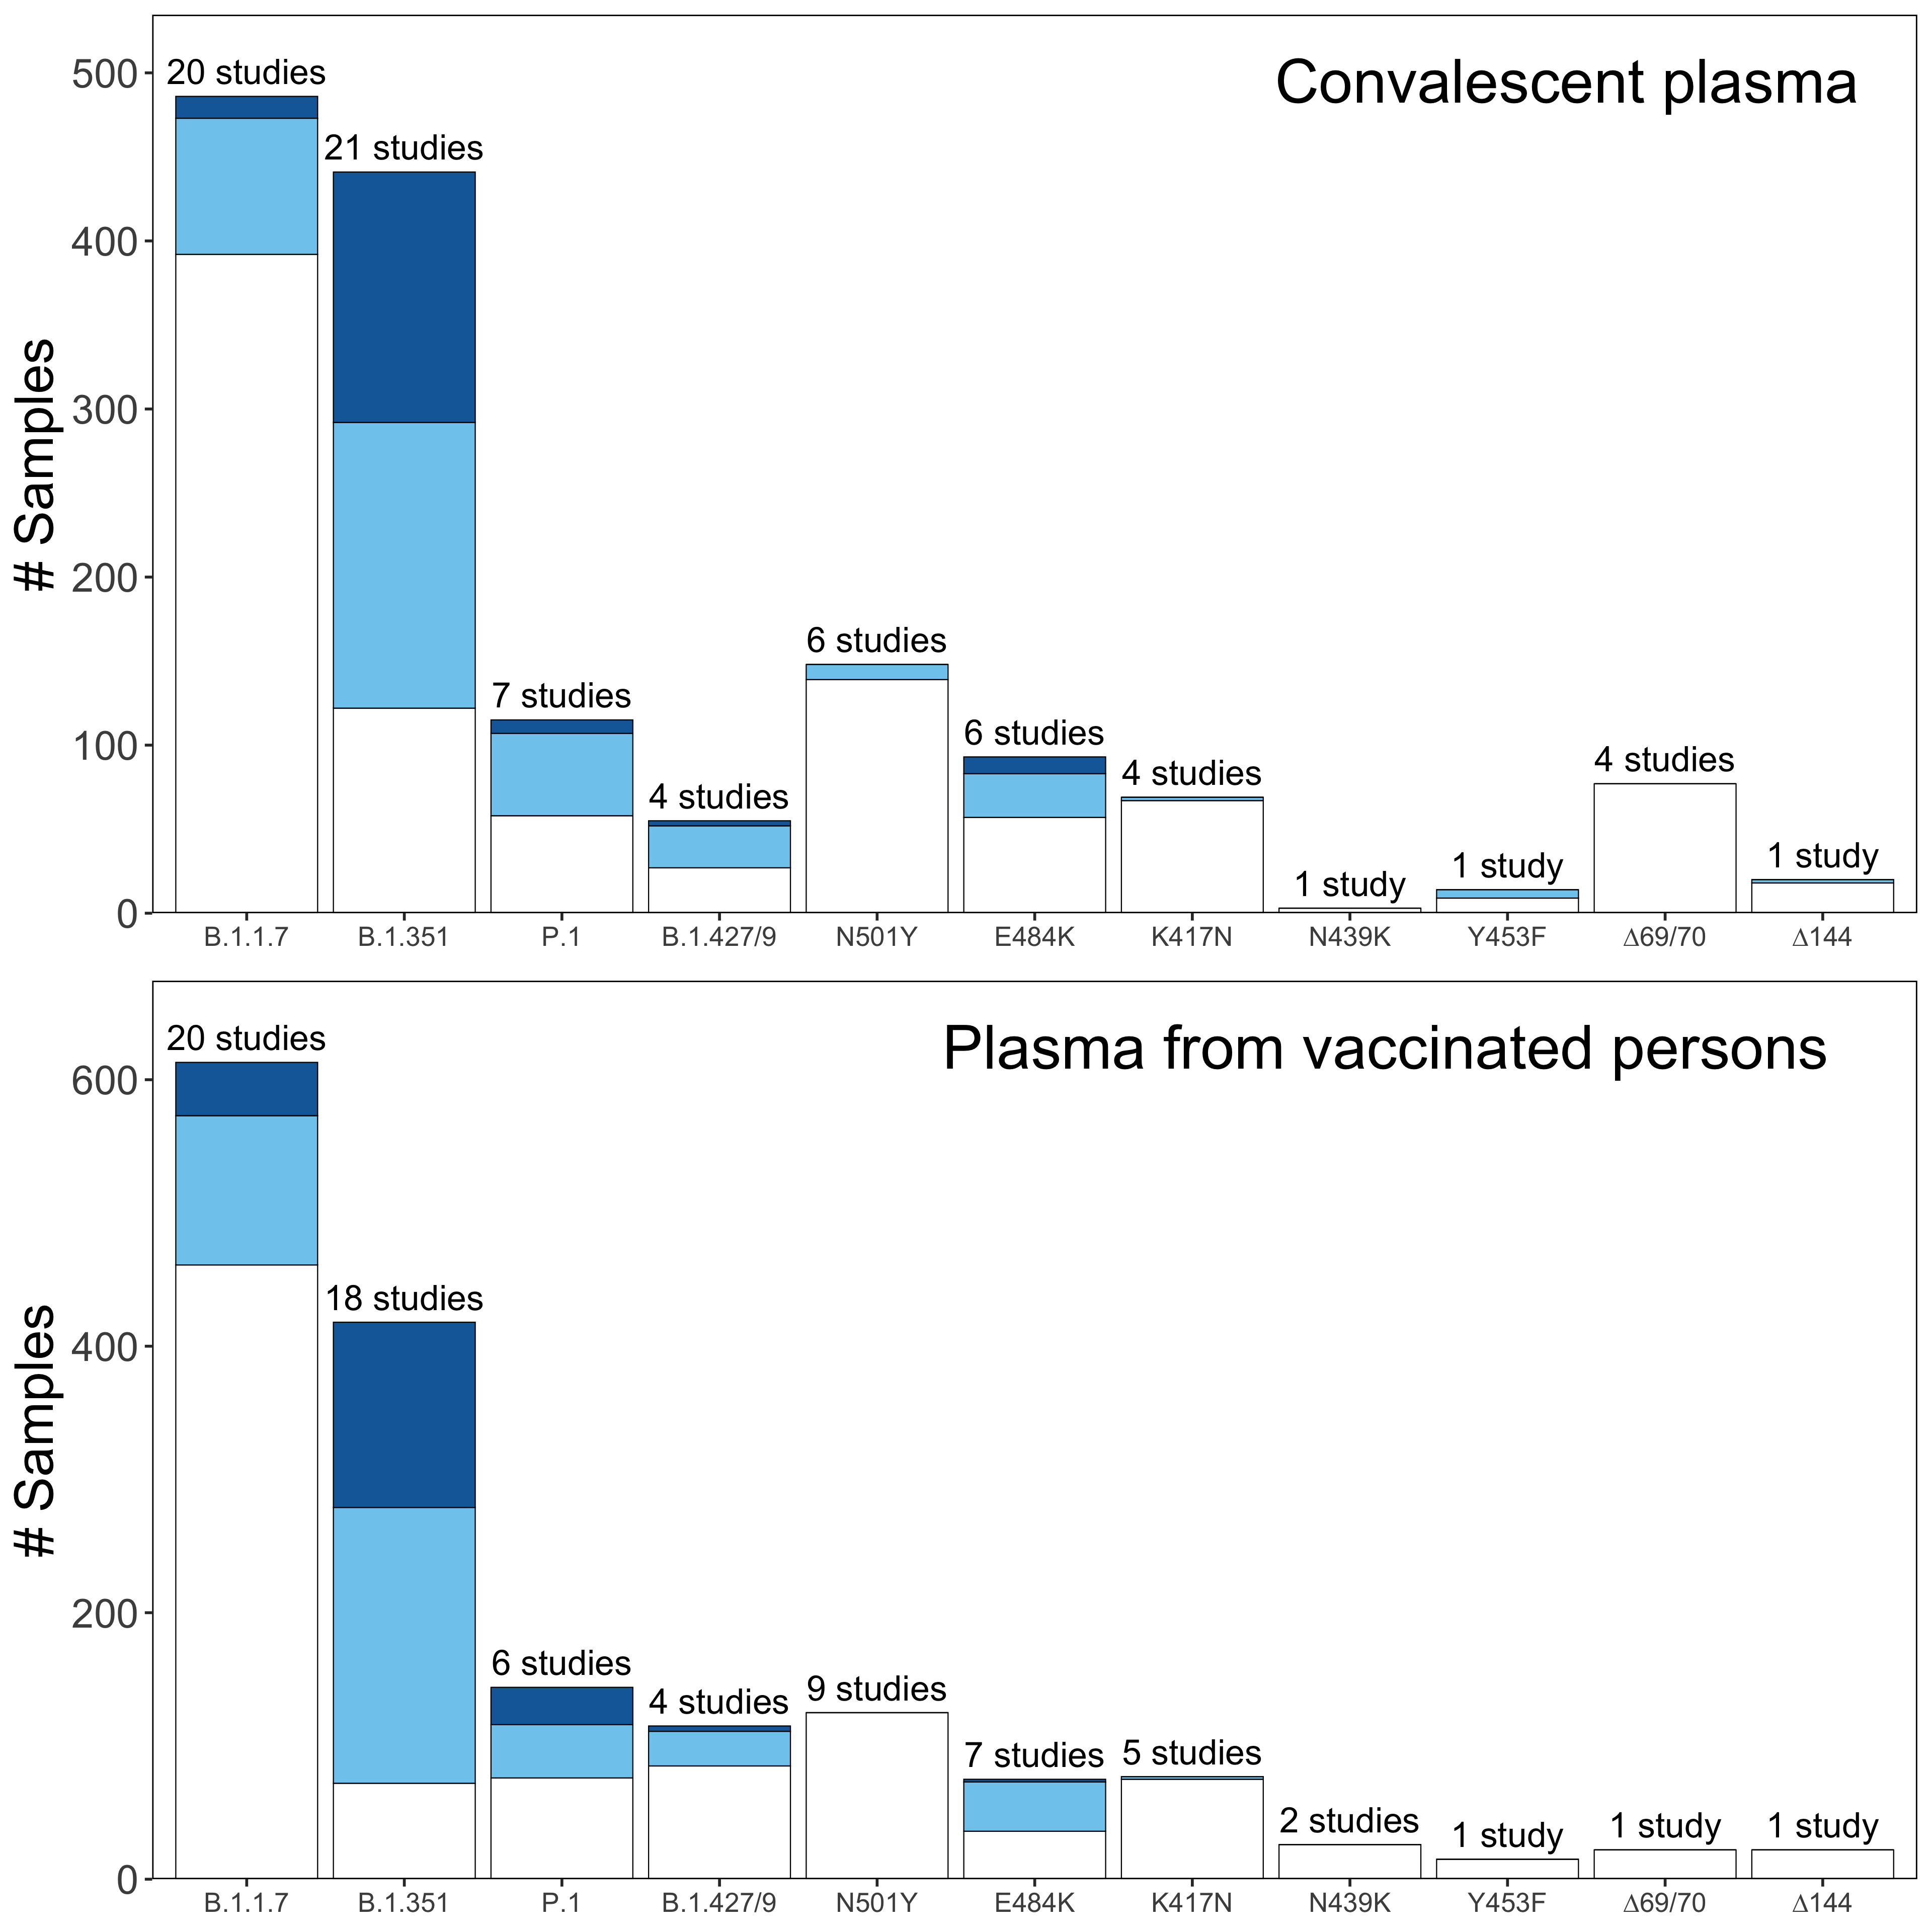 Convalescent plasma
# Samples
500
400
300
200
100
0
20 studies
21 studies
7 studies
4 studies
6 studies
6 studies
4 studies
1 study
1 study
4 studies
1 study
B.1.1.7
B.1.351
P.1
B.1.427/9
N501Y
E484K
K417N
N439K
Y453F
Δ69/70
Δ144
Plasma from vaccinated persons
# Samples
600
400
200
0
20 studies
18 studies
6 studies
4 studies
9 studies
7 studies
5 studies
2 studies
1 study
1 study
1 study
B.1.1.7
B.1.351
P.1
B.1.427/9
N501Y
E484K
K417N
N439K
Y453F
Δ69/70
Δ144